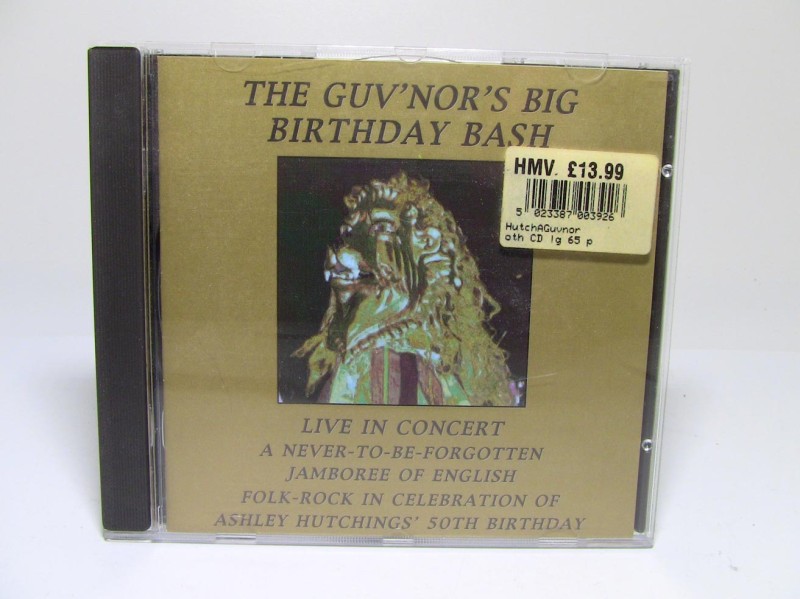 THE GUV'NOR'S BIG
BIRTHDAY BASH
HMV. £13.99
5 023387 003926
HutchAGuvnor
oth CD lg 65 p
LIVE IN CONCERT
A NEVER-TO-BE-FORGOTTEN
JAMBOREE OF ENGLISH
FOLK-ROCK IN CELEBRATION OF
ASHLEY HUTCHINGS' 50TH BIRTHDAY